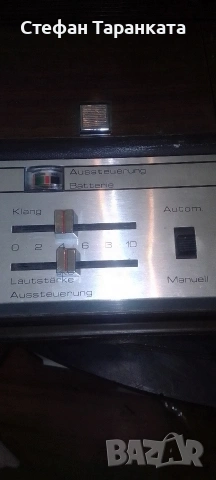 Стефан Таранката
Aussteuerung
Batterie
Klang
Autom.
0 2 4 6 8 10
Lautstärke
Manuell
Aussteuerung
BAZAR